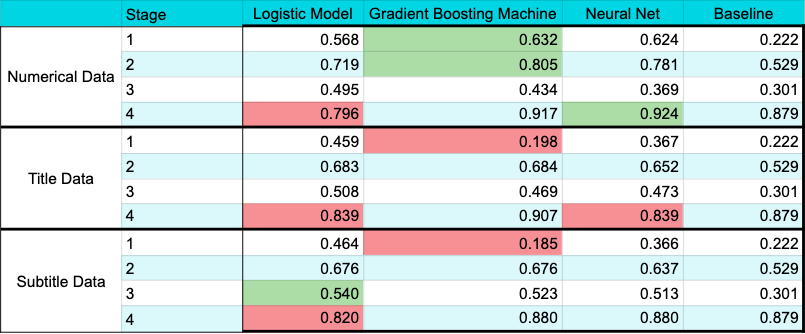 Stage Logistic Model Gradient Boosting Machine Neural Net Baseline
Numerical Data
1 0.568 0.632 0.624 0.222
2 0.719 0.805 0.781 0.529
3 0.495 0.434 0.369 0.301
4 0.796 0.917 0.924 0.879
Title Data
1 0.459 0.198 0.367 0.222
2 0.683 0.684 0.652 0.529
3 0.508 0.469 0.473 0.301
4 0.839 0.907 0.839 0.879
Subtitle Data
1 0.464 0.185 0.366 0.222
2 0.676 0.676 0.637 0.529
3 0.540 0.523 0.513 0.301
4 0.820 0.880 0.880 0.879